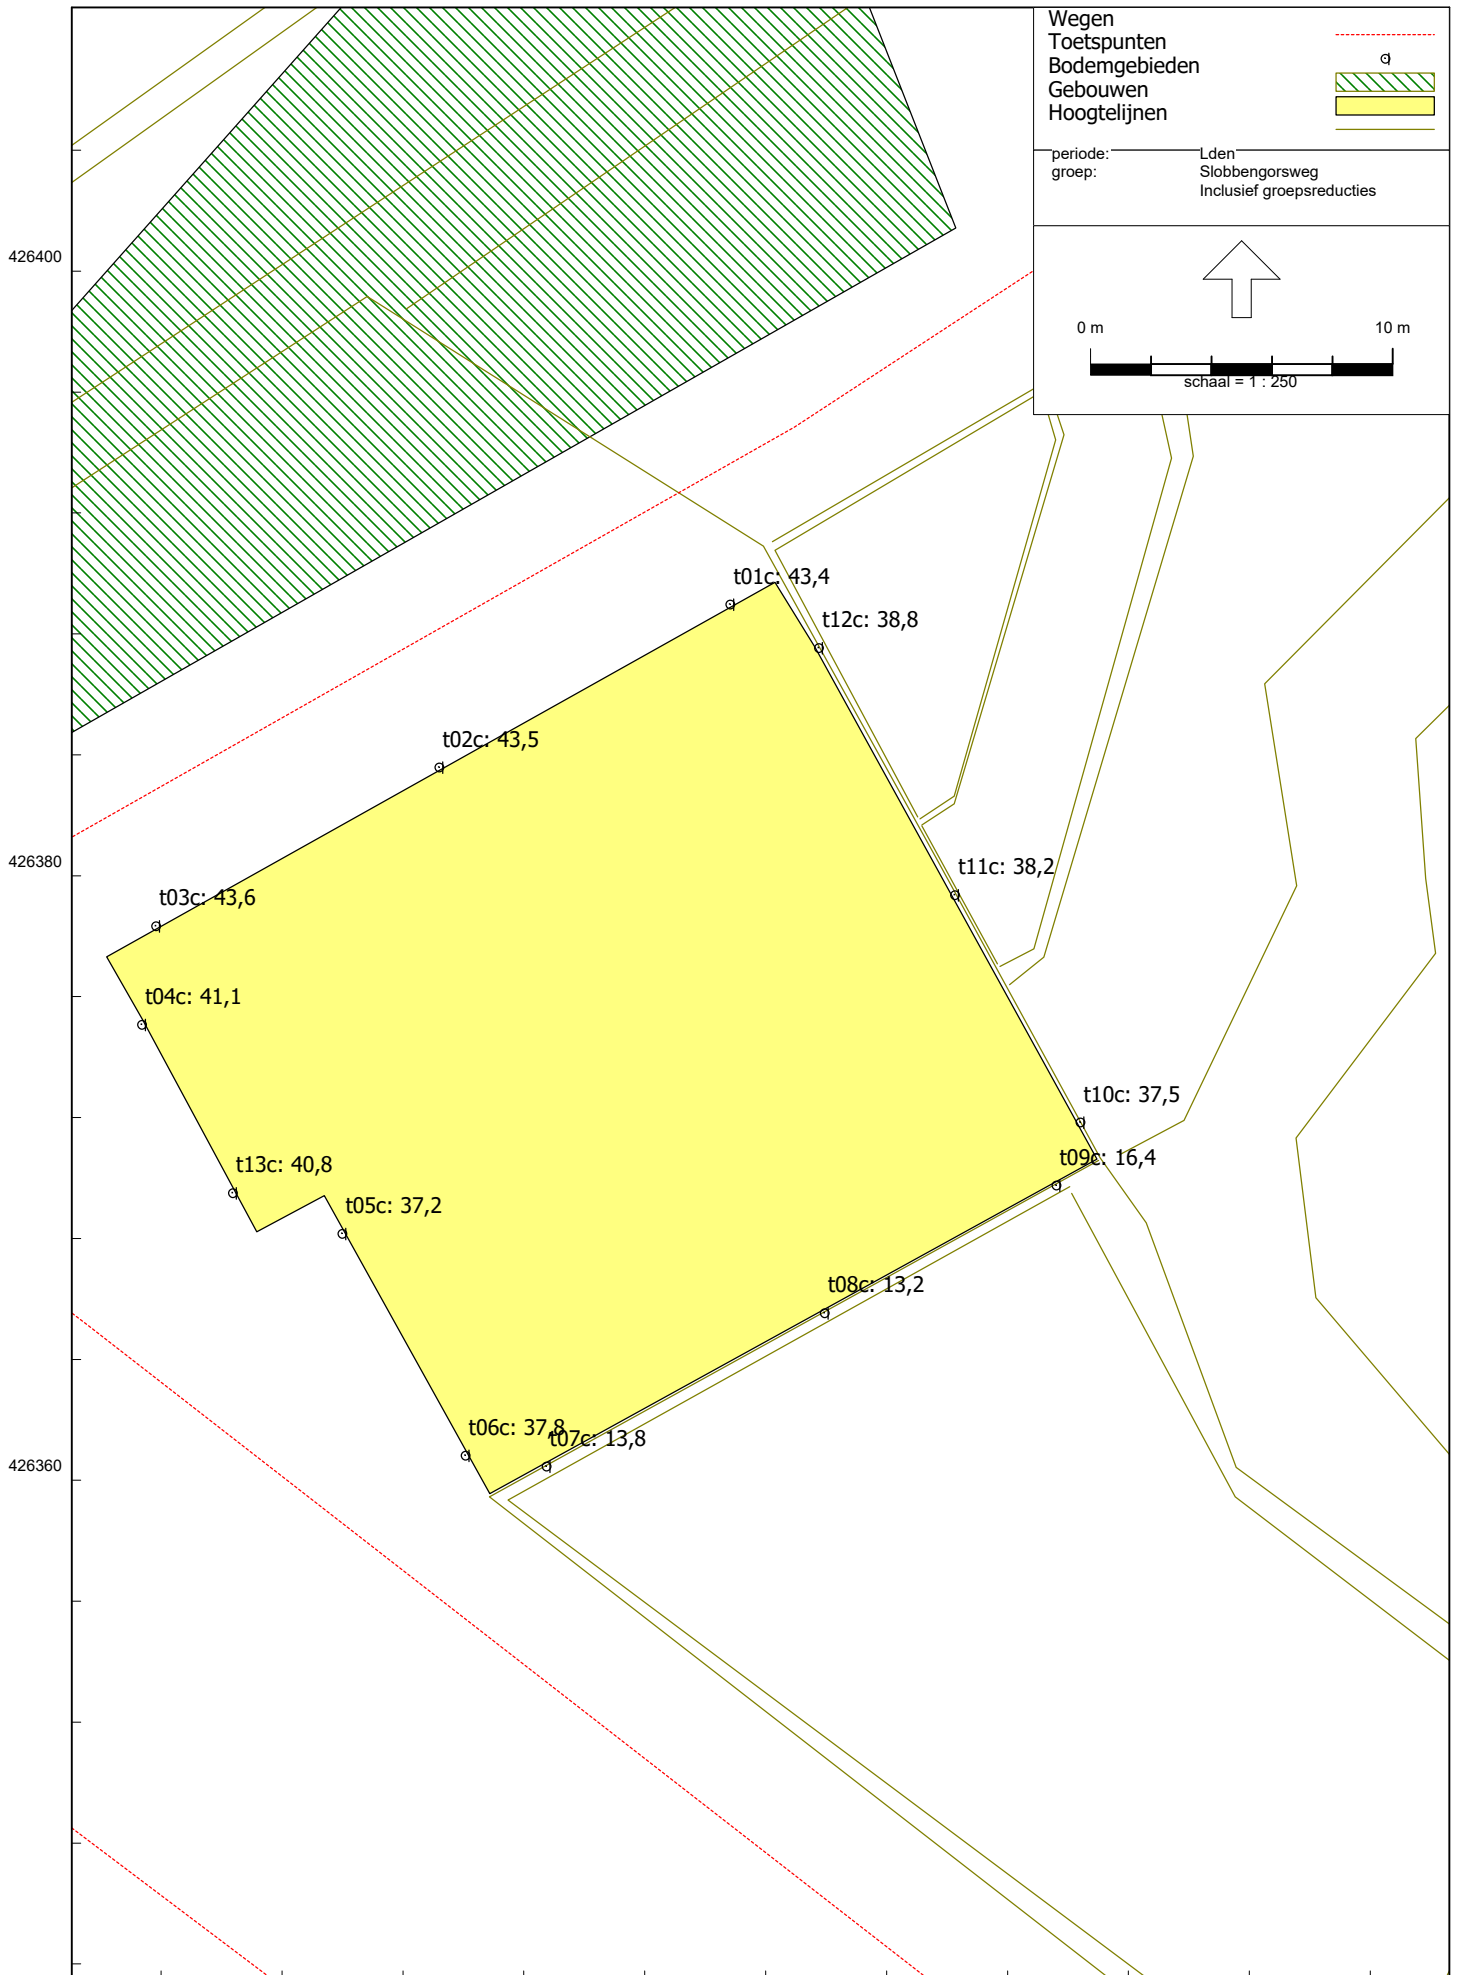 Wegen
Toetspunten
Bodemgebieden
Gebouwen
Hoogtelijnen
periode: Lden
groep: Slobbengorsweg
Inclusief groepsreducties
426400
0 m 10 m
schaal = 1 : 250
t01c: 43,4
t12c: 38,8
t02c: 43,5
426380
t11c: 38,2
t03c: 43,6
t04c: 41,1
t10c: 37,5
t09c: 16,4
t13c: 40,8
t05c: 37,2
t08c: 13,2
t06c: 37,8
t07c: 13,8
426360